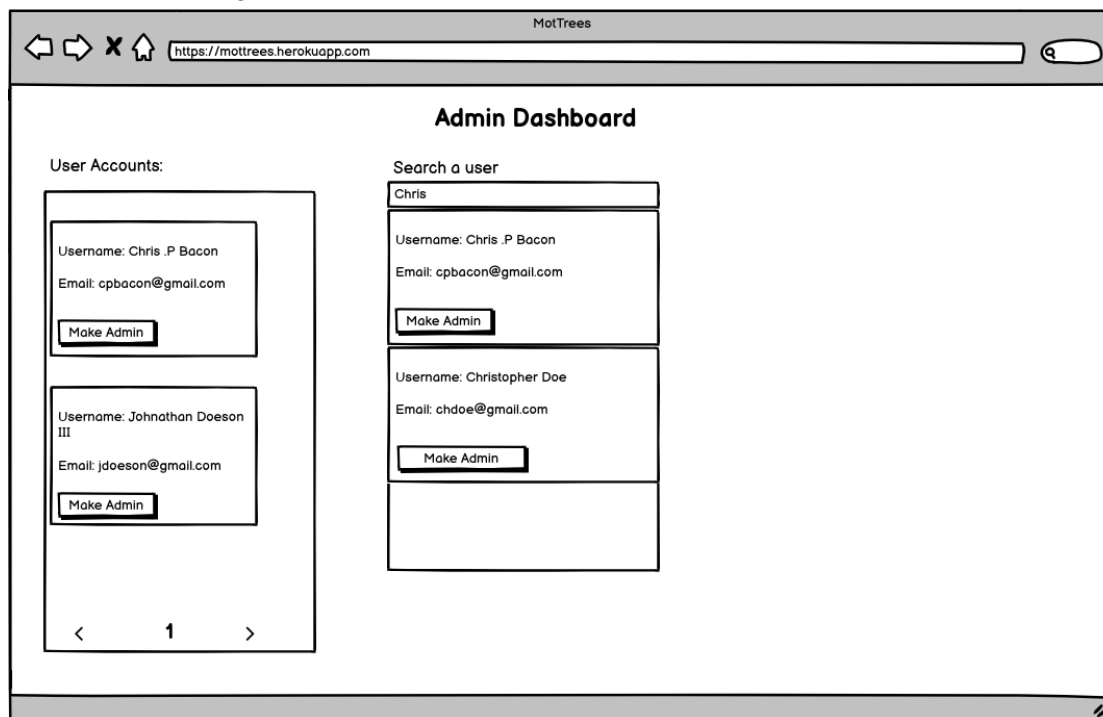 MotTrees
https://mottrees.herokuapp.com
Admin Dashboard
User Accounts:
Username: Chris .P Bacon
Email: cpbacon@gmail.com
Make Admin
Username: Johnathan Doeson
III
Email: jdoeson@gmail.com
Make Admin
< 1 >
Search a user
Chris
Username: Chris .P Bacon
Email: cpbacon@gmail.com
Make Admin
Username: Christopher Doe
Email: chdoe@gmail.com
Make Admin